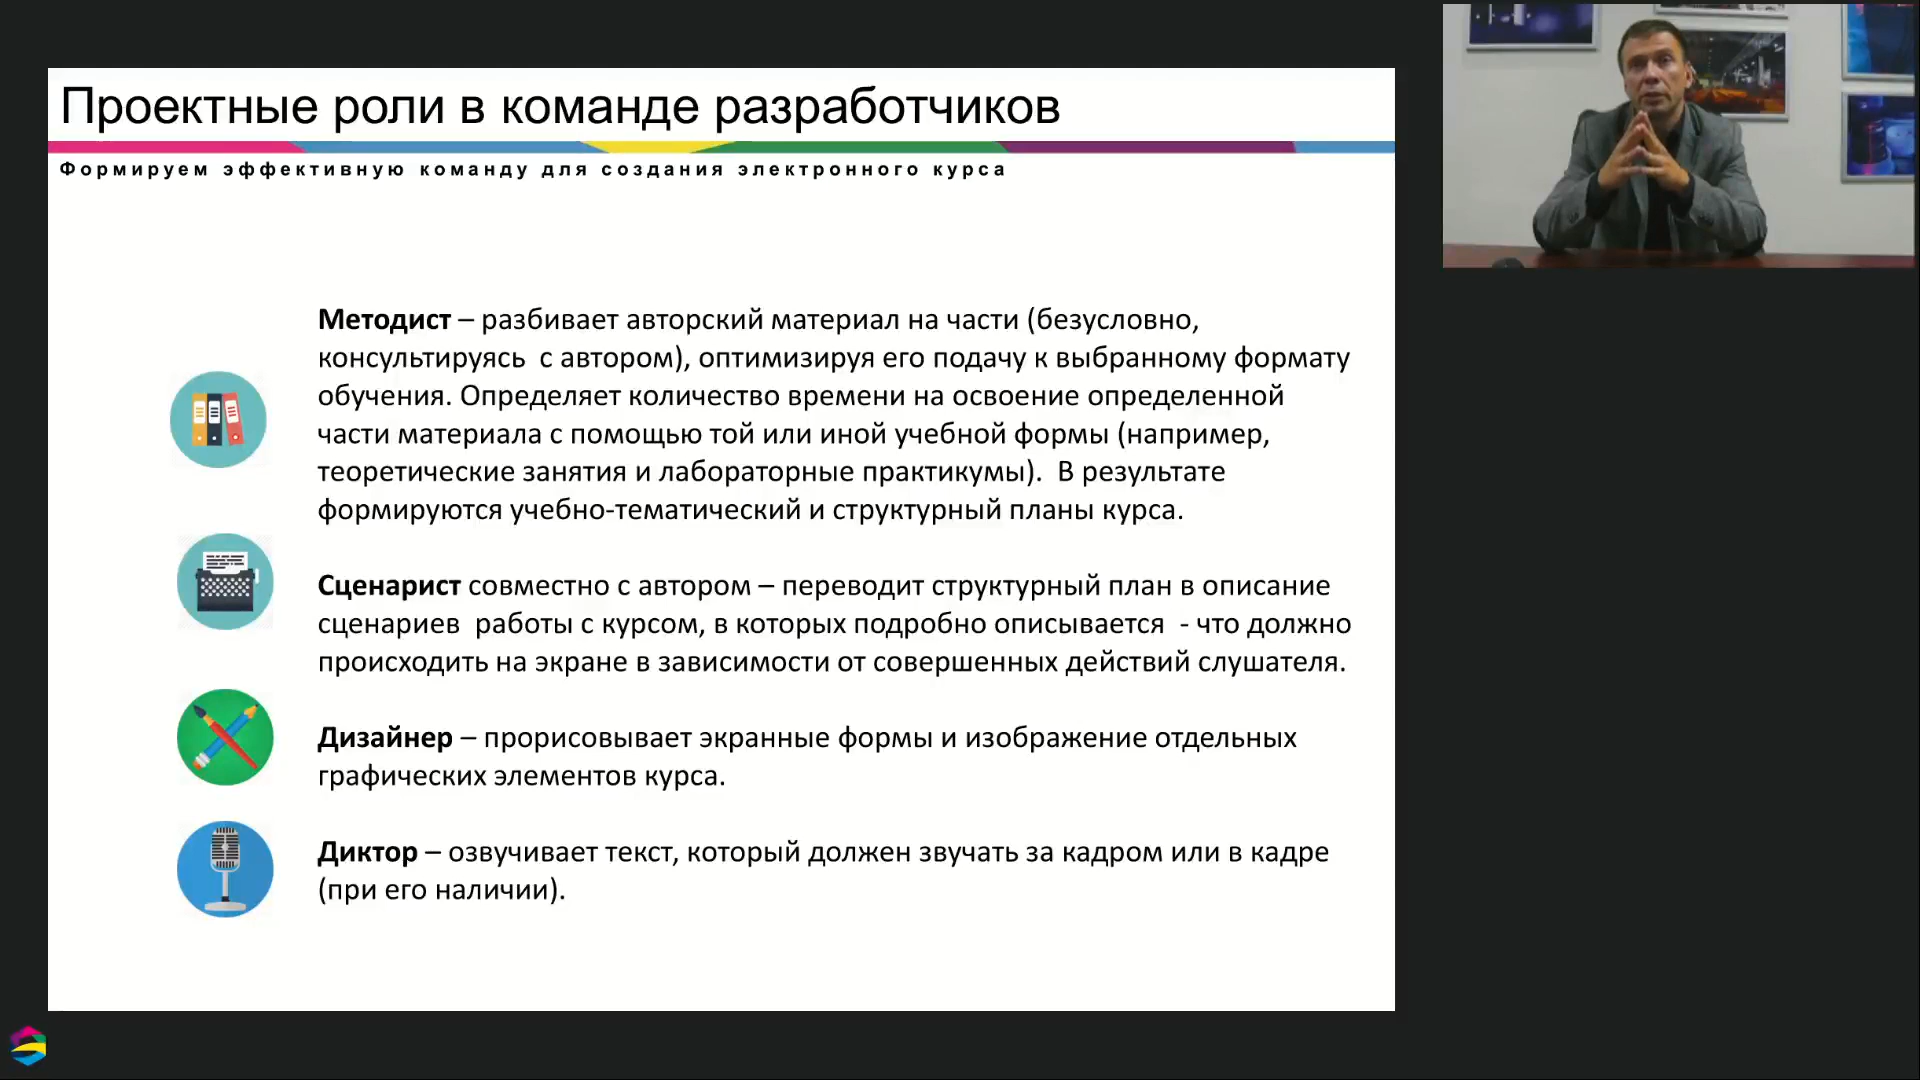 Проектные роли в команде разработчиков
Формируем эффективную команду для создания электронного курса
Методист – разбивает авторский материал на части (безусловно,
консультируясь  с автором), оптимизируя его подачу к выбранному формату
обучения. Определяет количество времени на освоение определенной
части материала с помощью той или иной учебной формы (например,
теоретические занятия и лабораторные практикумы).  В результате
формируются учебно-тематический и структурный планы курса.
Сценарист совместно с автором – переводит структурный план в описание
сценариев  работы с курсом, в которых подробно описывается  - что должно
происходить на экране в зависимости от совершенных действий слушателя.
Дизайнер – прорисовывает экранные формы и изображение отдельных
графических элементов курса.
Диктор – озвучивает текст, который должен звучать за кадром или в кадре
(при его наличии).